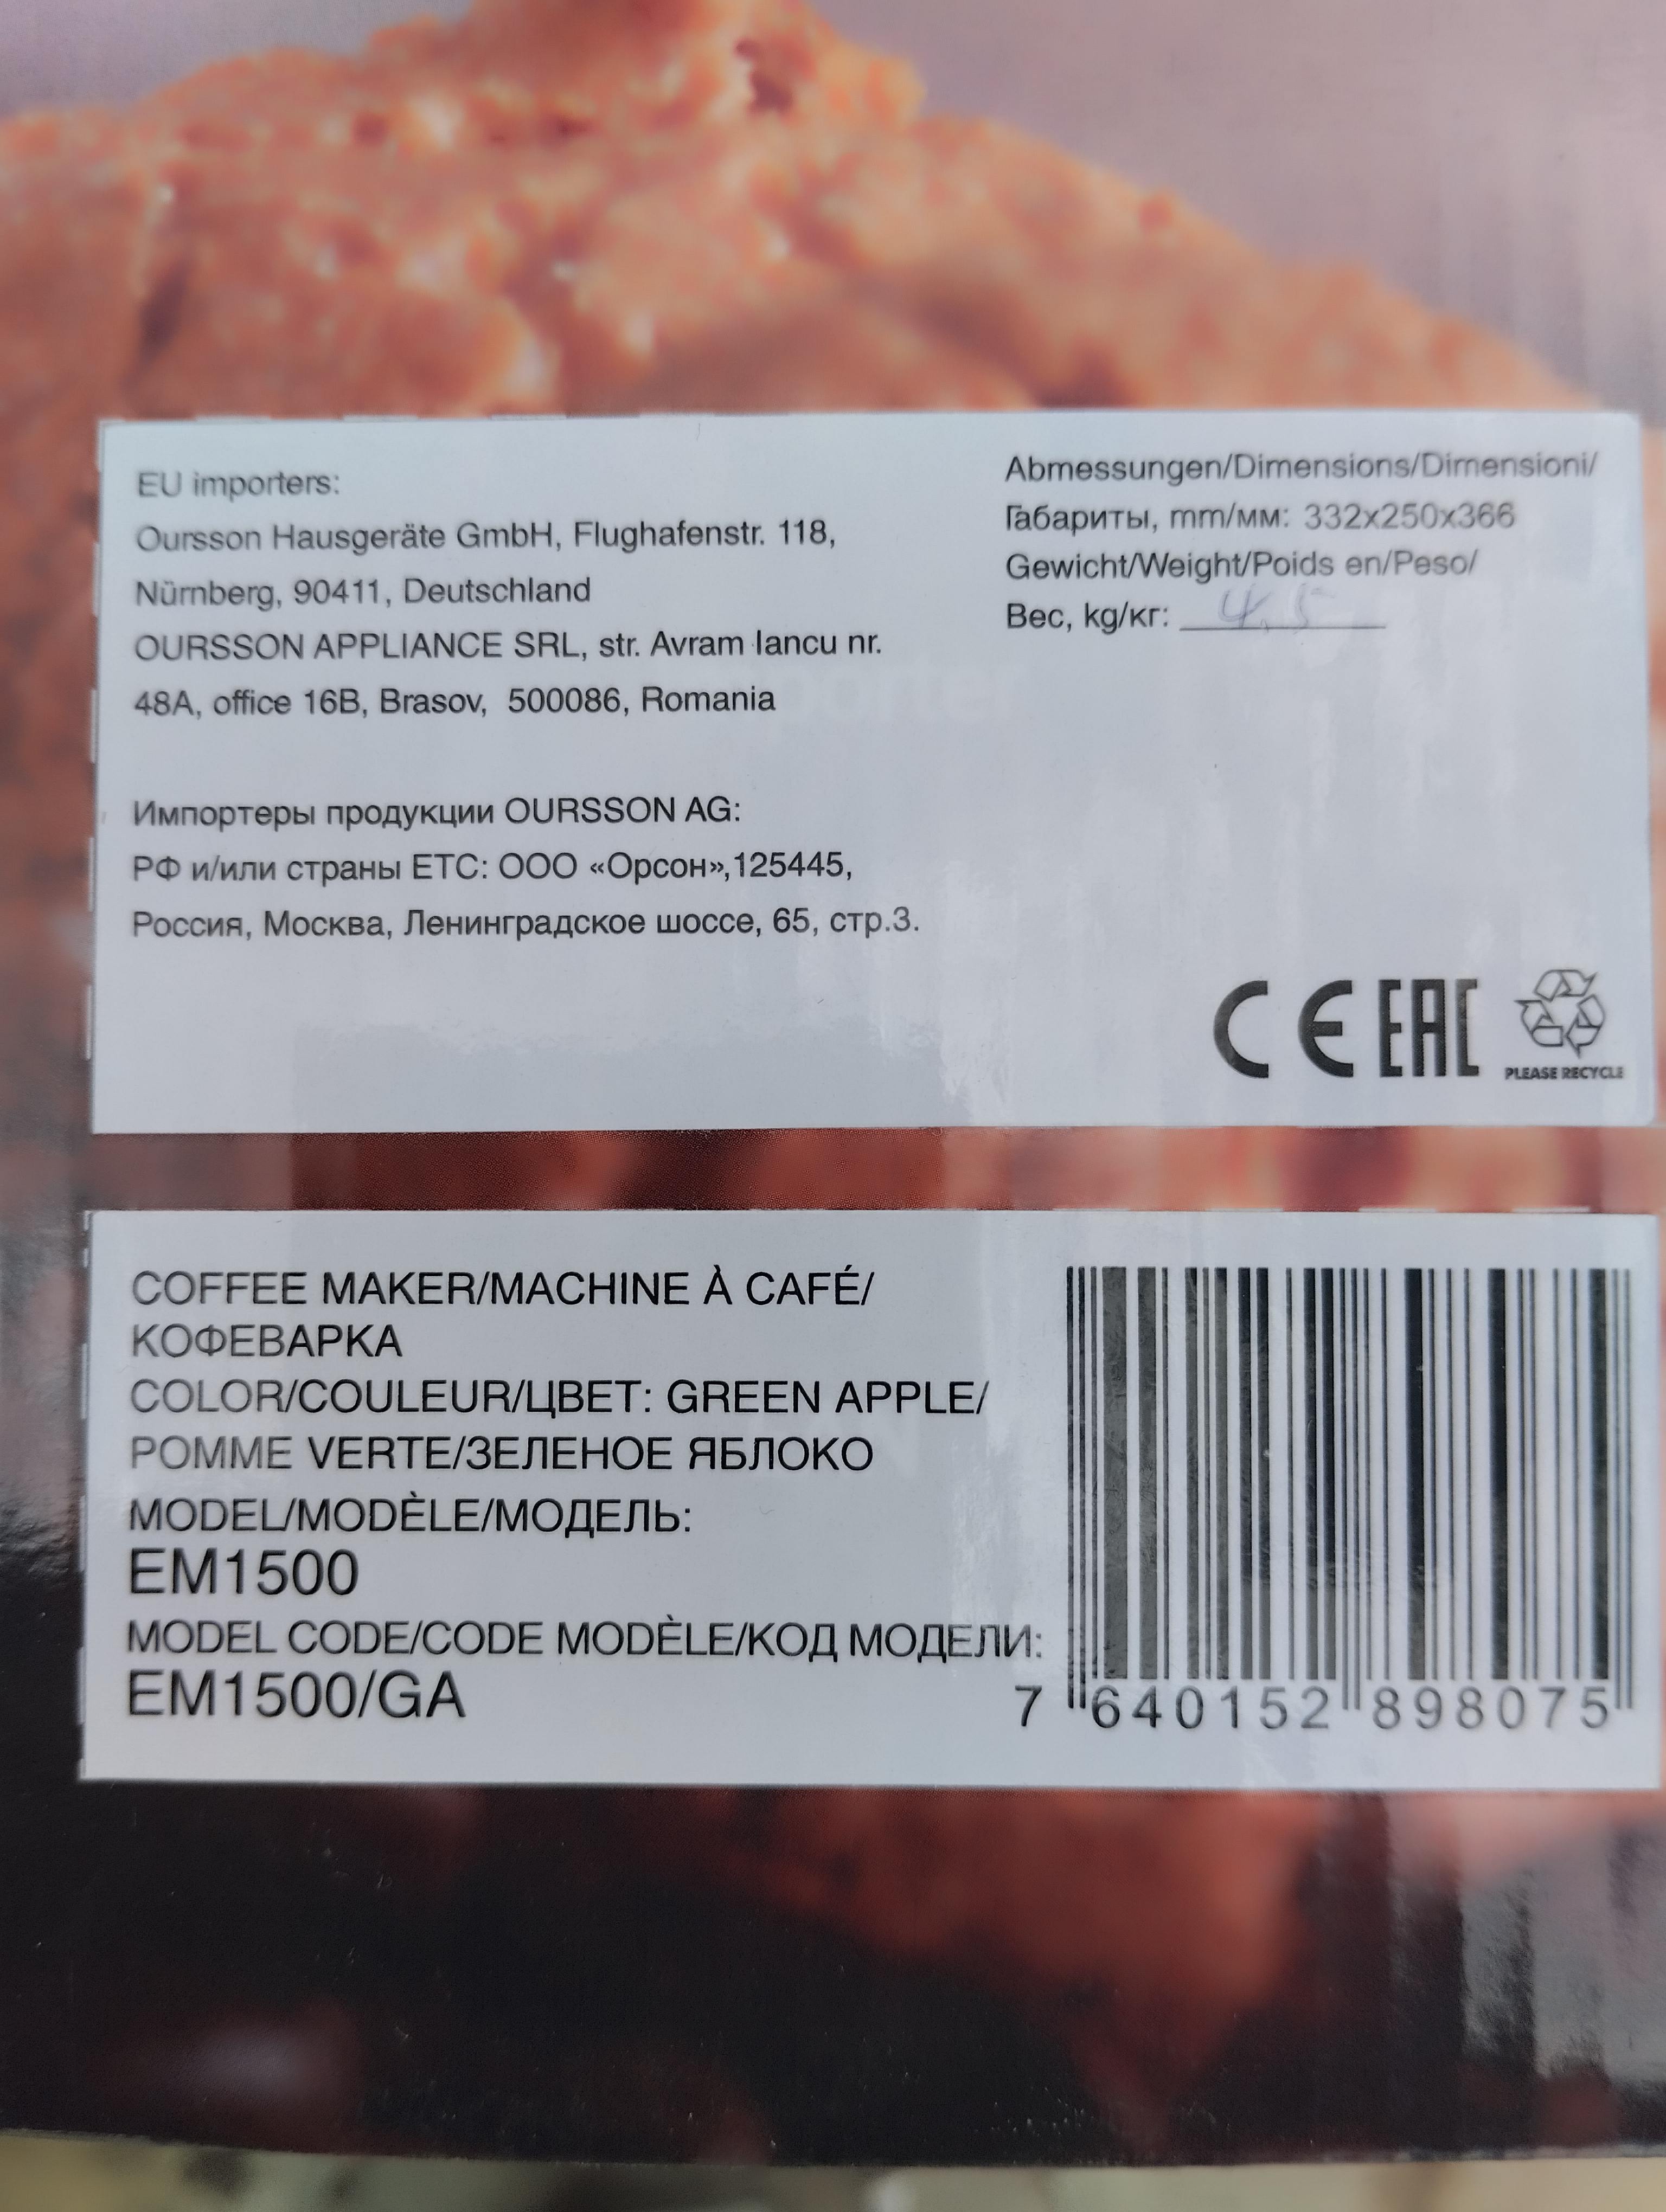 EU importers:
Oursson Hausgeräte GmbH, Flughafenstr. 118,
Nürnberg, 90411, Deutschland
OURSSON APPLIANCE SRL, str. Avram Iancu nr.
48A, office 16B, Brasov, 500086, Romania
Импортеры продукции OURSSON AG:
РФ и/или страны ЕТС: ООО «Орсон»,125445,
Россия, Москва, Ленинградское шоссе, 65, стр.3.
Abmessungen/Dimensions/Dimensioni/
Габариты, mm/мм: 332x250x366
Gewicht/Weight/Poids en/Peso/
Вес, kg/кг: 4,5
CE EAC
PLEASE RECYCLE
COFFEE MAKER/MACHINE À CAFÉ/
КОФЕВАРКА
COLOR/COULEUR/ЦВЕТ: GREEN APPLE/
POMME VERTE/ЗЕЛЕНОЕ ЯБЛОКО
MODEL/MODÈLE/МОДЕЛЬ:
EM1500
MODEL CODE/CODE MODÈLE/КОД МОДЕЛИ:
EM1500/GA
7 640152 898075